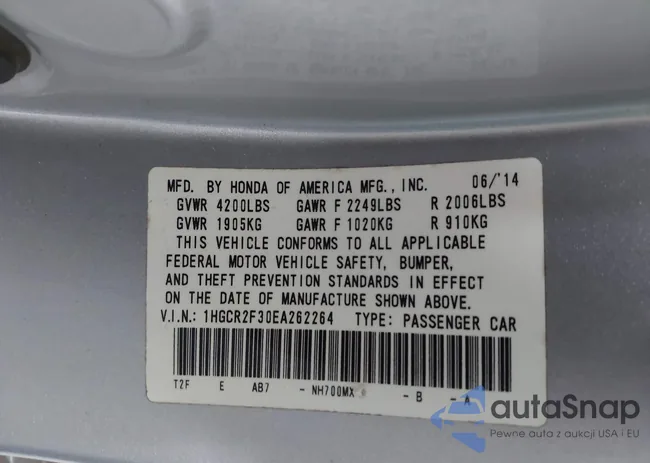 MFD. BY HONDA OF AMERICA MFG., INC. 06/'14
GVWR 4200LBS GAWR F 2249LBS R 2006LBS
GVWR 1905KG GAWR F 1020KG R 910KG
THIS VEHICLE CONFORMS TO ALL APPLICABLE
FEDERAL MOTOR VEHICLE SAFETY, BUMPER,
AND THEFT PREVENTION STANDARDS IN EFFECT
ON THE DATE OF MANUFACTURE SHOWN ABOVE.
V.I.N.: 1HGCR2F30EA262264 TYPE: PASSENGER CAR
T2F E AB7 - NH700MX - B - A
autaSnap
Pewne auta z aukcji USA i EU